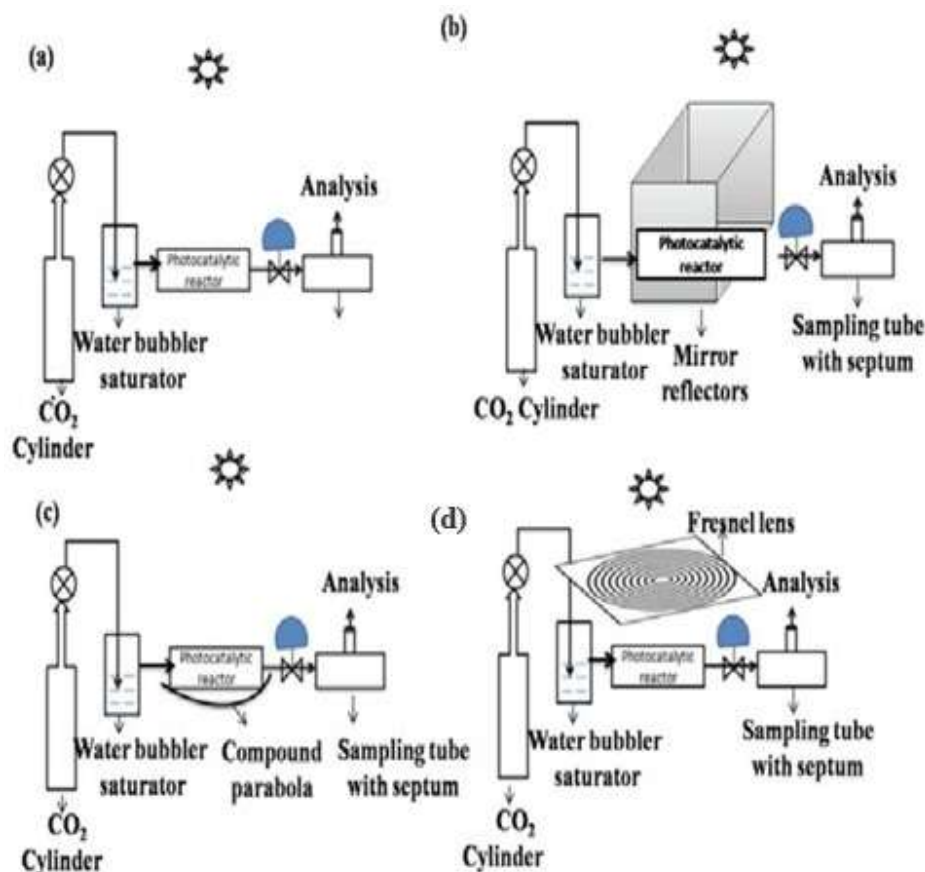 (a)
Analysis
Photocatalytic
reactor
Water bubbler
saturator
CO₂
Cylinder
(b)
Analysis
Photocatalytic
reactor
Water bubbler
saturator
Mirror
reflectors
Sampling tube
with septum
CO₂ Cylinder
(c)
Analysis
Photocatalytic
reactor
Water bubbler
saturator
Compound
parabola
Sampling tube
with septum
CO₂
Cylinder
(d)
Fresnel lens
Analysis
Photocatalytic
reactor
Water bubbler
saturator
Sampling tube
with septum
CO₂
Cylinder